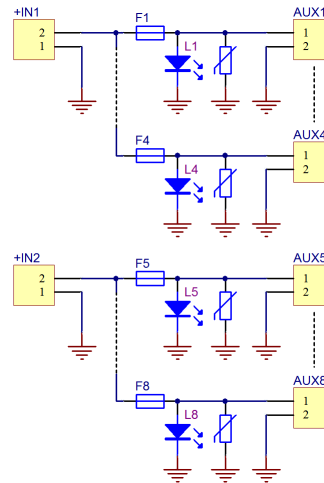 +IN1 F1 AUX1
2 1
1 L1 2
F4 AUX4
1
L4 2
+IN2 F5 AUX5
2 1
1 L5 2
F8 AUX8
1
L8 2